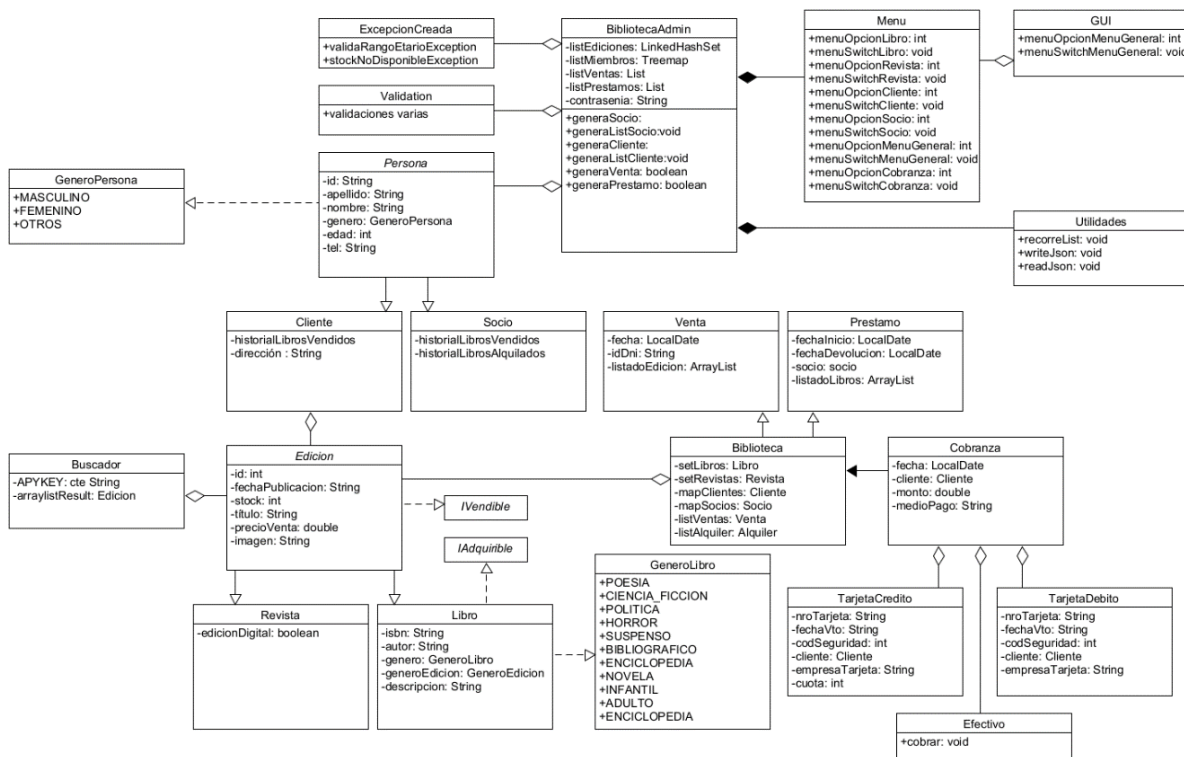 ExcepcionCreada
+validaRangoEtarioException
+stockNoDisponibleException
BibliotecaAdmin
-listEdiciones: LinkedHashSet
-listMiembros: Treemap
-listVentas: List
-listPrestamos: List
-contrasenia: String
+generaSocio:
+generaListSocio:void
+generaCliente:
+generaListCliente:void
+generaVenta: boolean
+generaPrestamo: boolean
Menu
+menuOpcionLibro: int
+menuSwitchLibro: void
+menuOpcionRevista: int
+menuSwitchRevista: void
+menuOpcionCliente: int
+menuSwitchCliente: void
+menuOpcionSocio: int
+menuSwitchSocio: void
+menuOpcionMenuGeneral: int
+menuSwitchMenuGeneral: void
+menuOpcionCobranza: int
+menuSwitchCobranza: void
GUI
+menuOpcionMenuGeneral: int
+menuSwitchMenuGeneral: void
Validation
+validaciones varias
GeneroPersona
+MASCULINO
+FEMENINO
+OTROS
Persona
-id: String
-apellido: String
-nombre: String
-genero: GeneroPersona
-edad: int
-tel: String
Utilidades
+recorreList: void
+writeJson: void
+readJson: void
Cliente
-historialLibrosVendidos
-dirección : String
Socio
-historialLibrosVendidos
-historialLibrosAlquilados
Venta
-fecha: LocalDate
-idDni: String
-listadoEdicion: ArrayList
Prestamo
-fechaInicio: LocalDate
-fechaDevolucion: LocalDate
-socio: socio
-listadoLibros: ArrayList
Buscador
-APYKEY: cte String
-arraylistResult: Edicion
Edicion
-id: int
-fechaPublicacion: String
-stock: int
-título: String
-precioVenta: double
-imagen: String
IVendible
IAdquirible
Biblioteca
-setLibros: Libro
-setRevistas: Revista
-mapClientes: Cliente
-mapSocios: Socio
-listVentas: Venta
-listAlquiler: Alquiler
Cobranza
-fecha: LocalDate
-cliente: Cliente
-monto: double
-medioPago: String
Revista
-edicionDigital: boolean
Libro
-isbn: String
-autor: String
-genero: GeneroLibro
-generoEdicion: GeneroEdicion
-descripcion: String
GeneroLibro
+POESIA
+CIENCIA_FICCION
+POLITICA
+HORROR
+SUSPENSO
+BIBLIOGRAFICO
+ENCICLOPEDIA
+NOVELA
+INFANTIL
+ADULTO
+ENCICLOPEDIA
TarjetaCredito
-nroTarjeta: String
-fechaVto: String
-codSeguridad: int
-cliente: Cliente
-empresaTarjeta: String
-cuota: int
TarjetaDebito
-nroTarjeta: String
-fechaVto: String
-codSeguridad: int
-cliente: Cliente
-empresaTarjeta: String
Efectivo
+cobrar: void